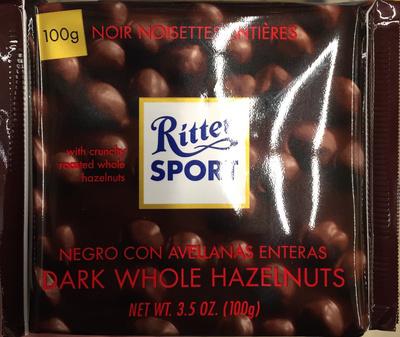 100g
NOIR NOISETTES ENTIÈRES
Ritter
SPORT
with crunchy
roasted whole
hazelnuts
NEGRO CON AVELLANAS ENTERAS
DARK WHOLE HAZELNUTS
NET WT. 3.5 OZ. (100g)